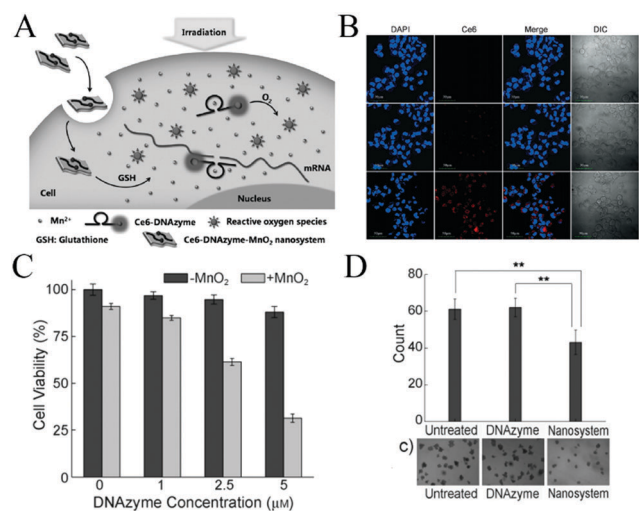 A
Irradiation
O2
GSH
mRNA
Cell
Nucleus
Mn2+
Ce6-DNAzyme
Reactive oxygen species
GSH: Glutathione
Ce6-DNAzyme-MnO2 nanosystem
B
DAPI
Ce6
Merge
DIC
C
-MnO2
+MnO2
100
75
50
25
0
Cell Viability (%)
0
1
2.5
5
DNAzyme Concentration (μM)
D
**
**
80
60
40
20
0
Count
Untreated
DNAzyme
Nanosystem
c)
Untreated
DNAzyme
Nanosystem